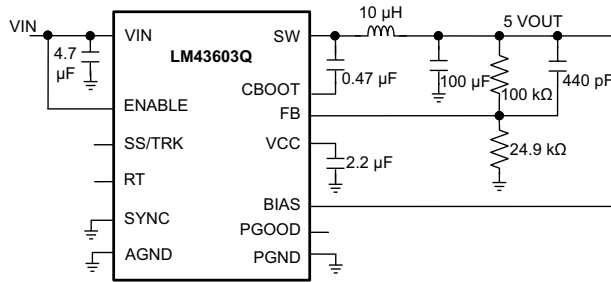 VIN
4.7
µF
VIN
LM43603Q
ENABLE
SS/TRK
RT
SYNC
AGND
SW
CBOOT
FB
VCC
BIAS
PGOOD
PGND
10 µH
5 VOUT
0.47 µF
100 µF
100 kΩ
440 pF
24.9 kΩ
2.2 µF